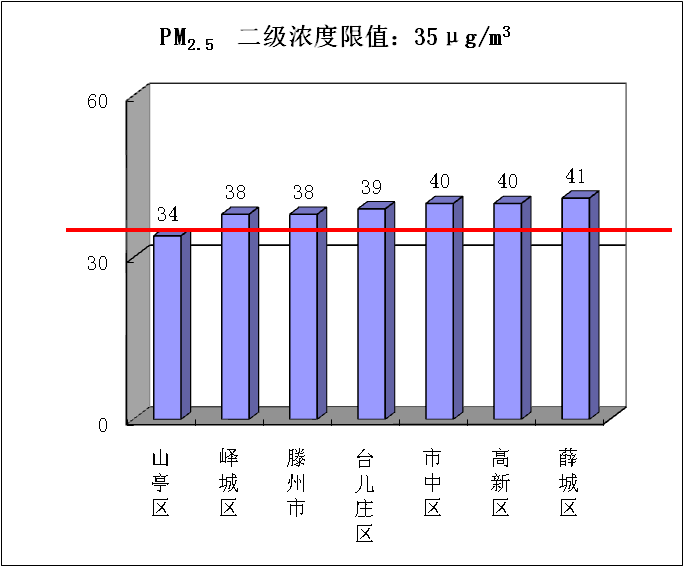 PM2.5 二级浓度限值：35μg/m3
60
30
0
34
38
38
39
40
40
41
山亭区
峄城区
滕州市
台儿庄区
市中区
高新区
薛城区